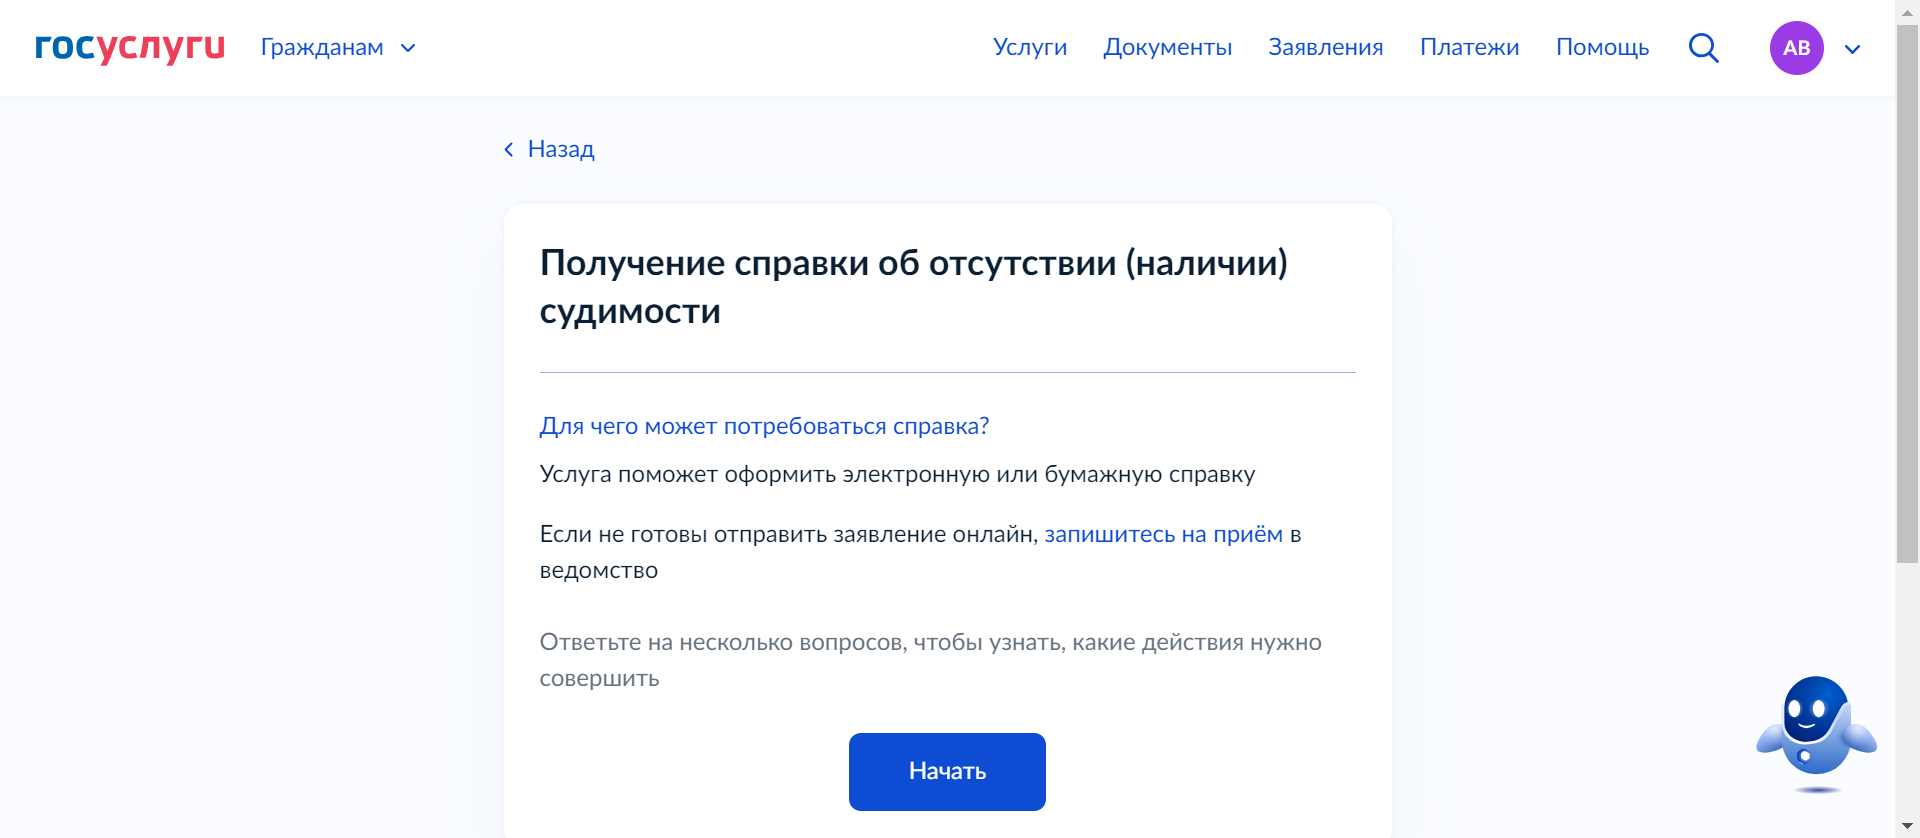 госуслуги Гражданам Услуги Документы Заявления Платежи Помощь АВ
Назад
Получение справки об отсутствии (наличии)
судимости
Для чего может потребоваться справка?
Услуга поможет оформить электронную или бумажную справку
Если не готовы отправить заявление онлайн, запишитесь на приём в
ведомство
Ответьте на несколько вопросов, чтобы узнать, какие действия нужно
совершить
Начать